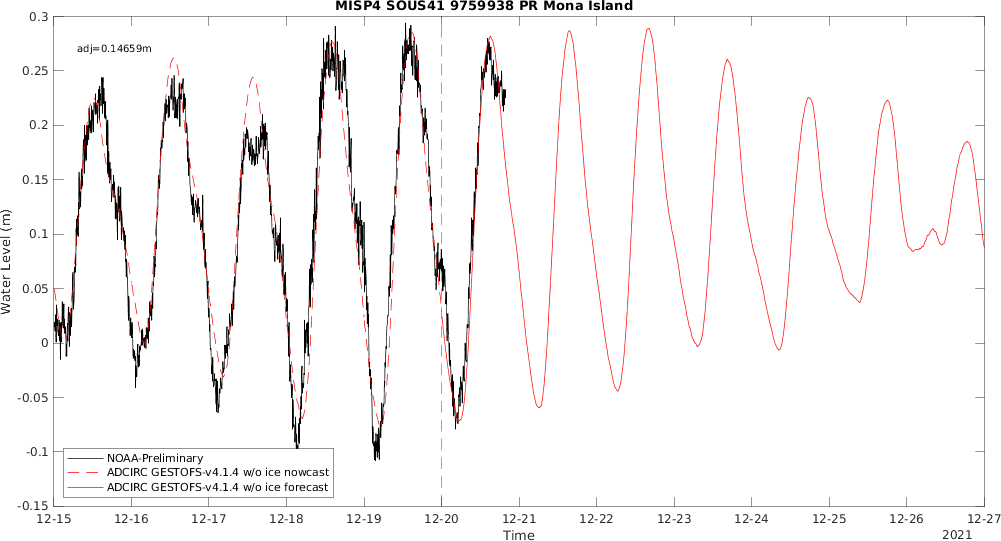 MISP4 SOUS41 9759938 PR Mona Island
adj=0.14659m
0.3
0.25
0.2
0.15
0.1
0.05
0
-0.05
-0.1
-0.15
Water Level (m)
NOAA-Preliminary
ADCIRC GESTOFS-v4.1.4 w/o ice nowcast
ADCIRC GESTOFS-v4.1.4 w/o ice forecast
12-15 12-16 12-17 12-18 12-19 12-20 12-21 12-22 12-23 12-24 12-25 12-26 12-27
Time
2021